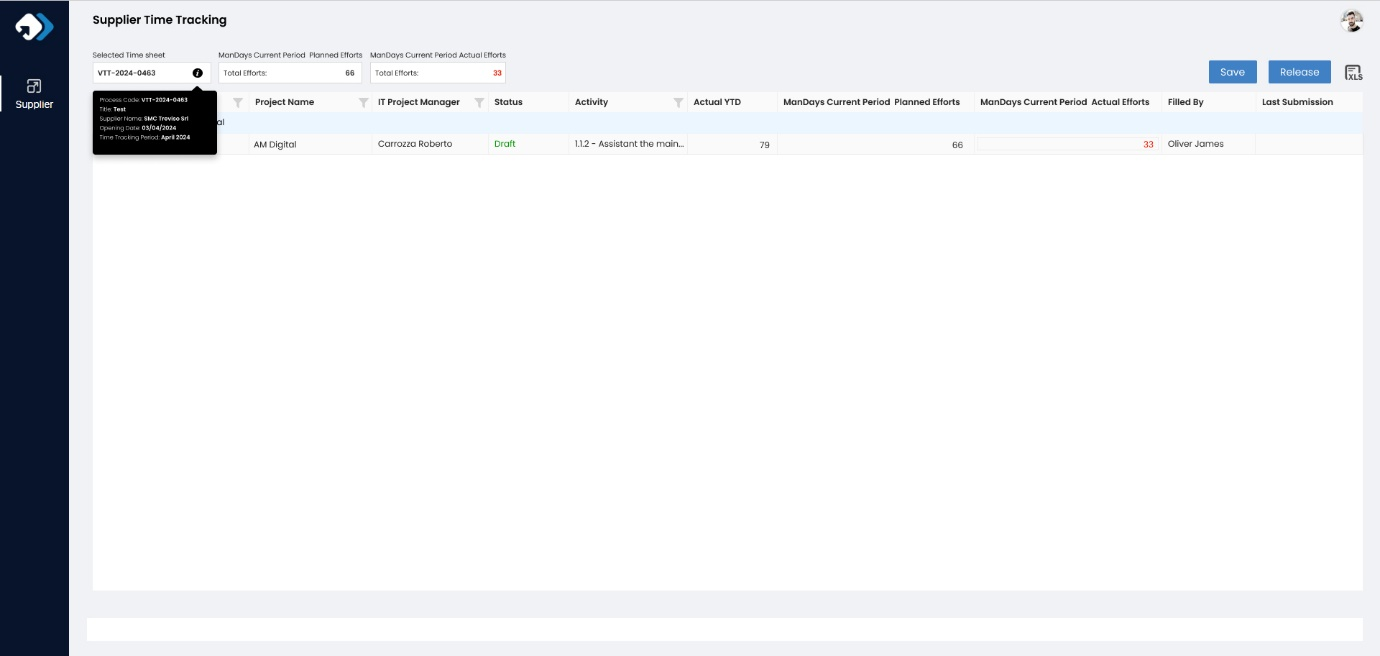 Supplier Time Tracking
Selected Time sheet
ManDays Current Period Planned Efforts
ManDays Current Period Actual Efforts
VTT-2024-0463
Total Efforts: 66
Total Efforts: 33
Save
Release
XLS
Supplier
Process Code: VTT-2024-0463
Title: Test
Supplier Name: SMC Treviso Srl
Opening Date: 03/04/2024
Time Tracking Period: April 2024
Project Name
IT Project Manager
Status
Activity
Actual YTD
ManDays Current Period Planned Efforts
ManDays Current Period Actual Efforts
Filled By
Last Submission
al
AM Digital
Carrozza Roberto
Draft
1.1.2 - Assistant the main...
79
66
33
Oliver James